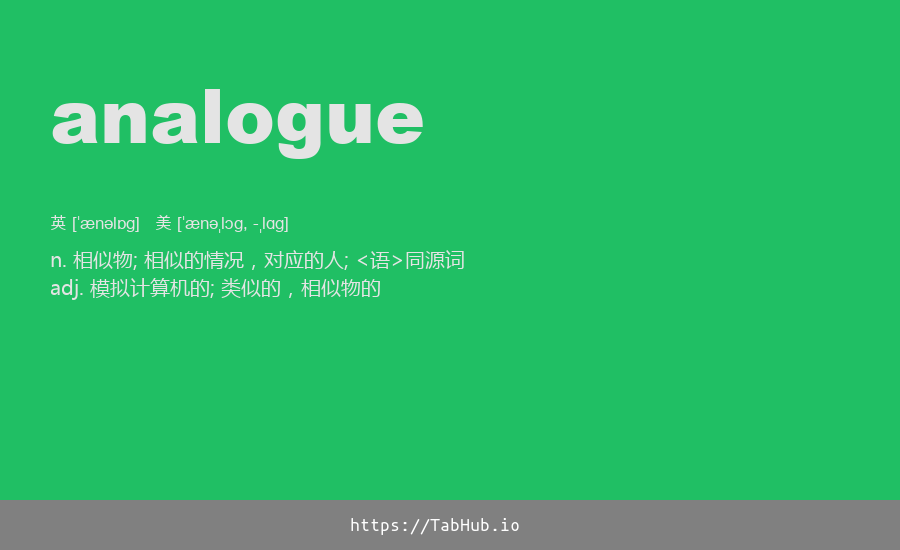 analogue
英 [ˈænəlɒg] 美 [ˈænəˌlɔg, -ˌlɑg]
n. 相似物; 相似的情况，对应的人; <语>同源词
adj. 模拟计算机的; 类似的，相似物的
https://TabHub.io